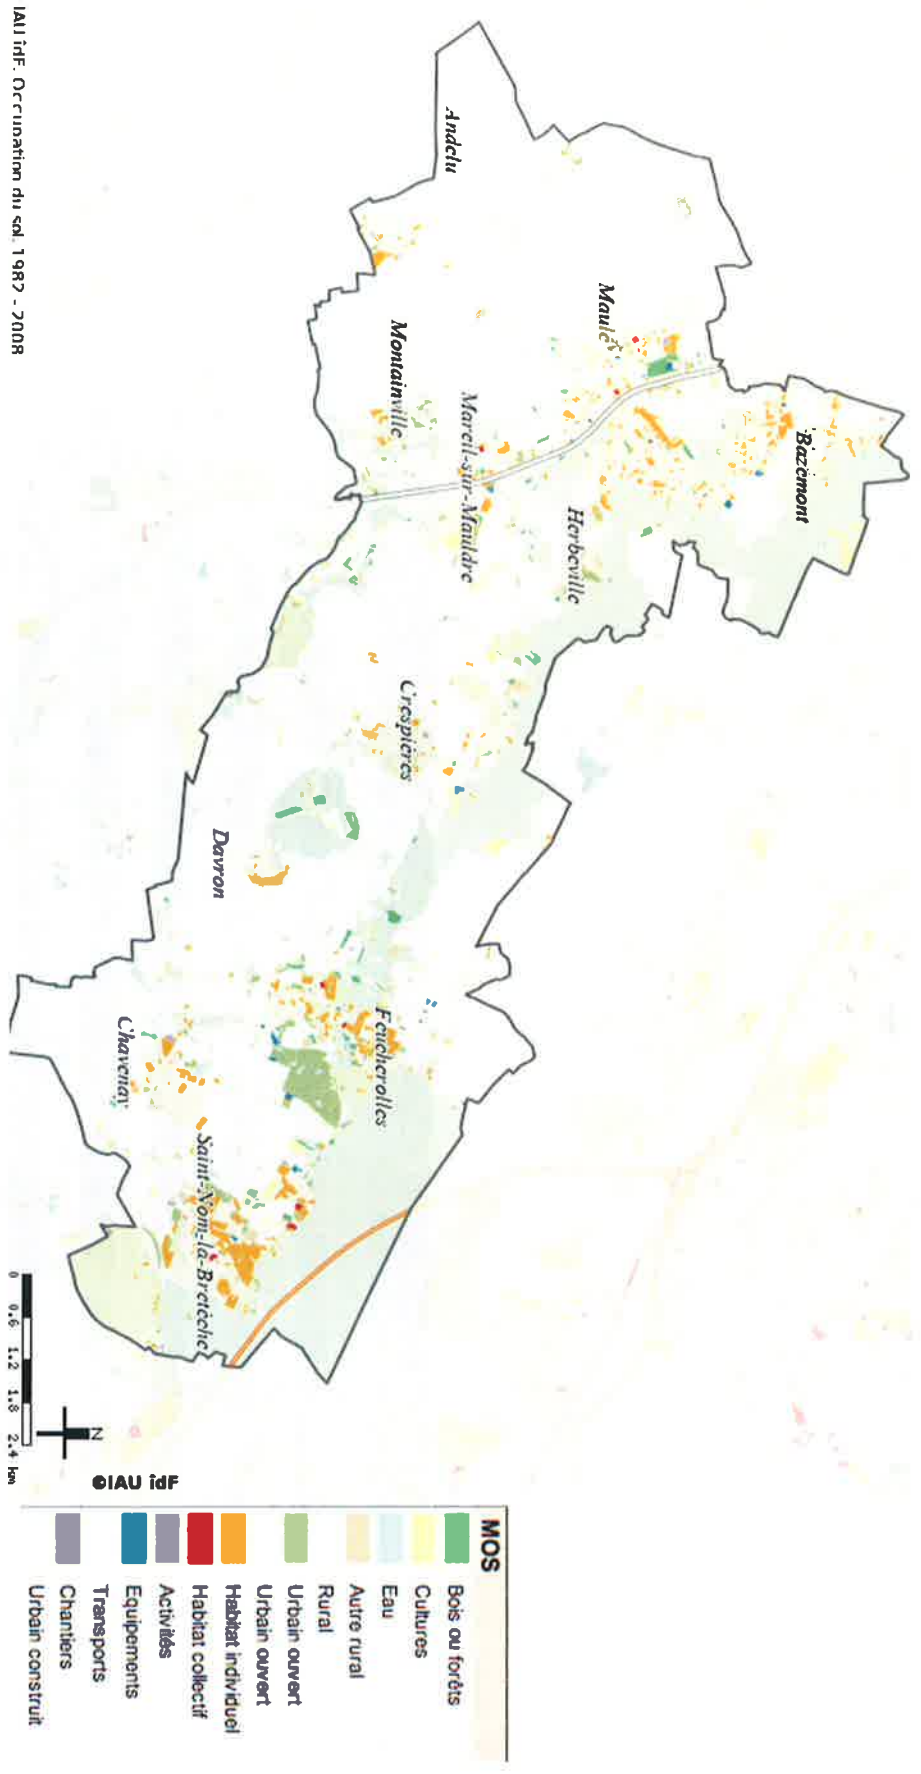 Andelu
Maule
Bazemont
Montainville
Mareil-sur-Mauldre
Herbeville
Crespières
Davron
Feucherolles
Chavenay
Saint-Nom-la-Bretèche
0 0.6 1.2 1.8 2.4 km
N
©IAU îdF
IAU îdF. Occupation du sol. 1982 - 2008
MOS
Bois ou forêts
Cultures
Eau
Autre rural
Rural
Urbain ouvert
Urbain ouvert
Habitat individuel
Habitat collectif
Activités
Equipements
Transports
Chantiers
Urbain construit